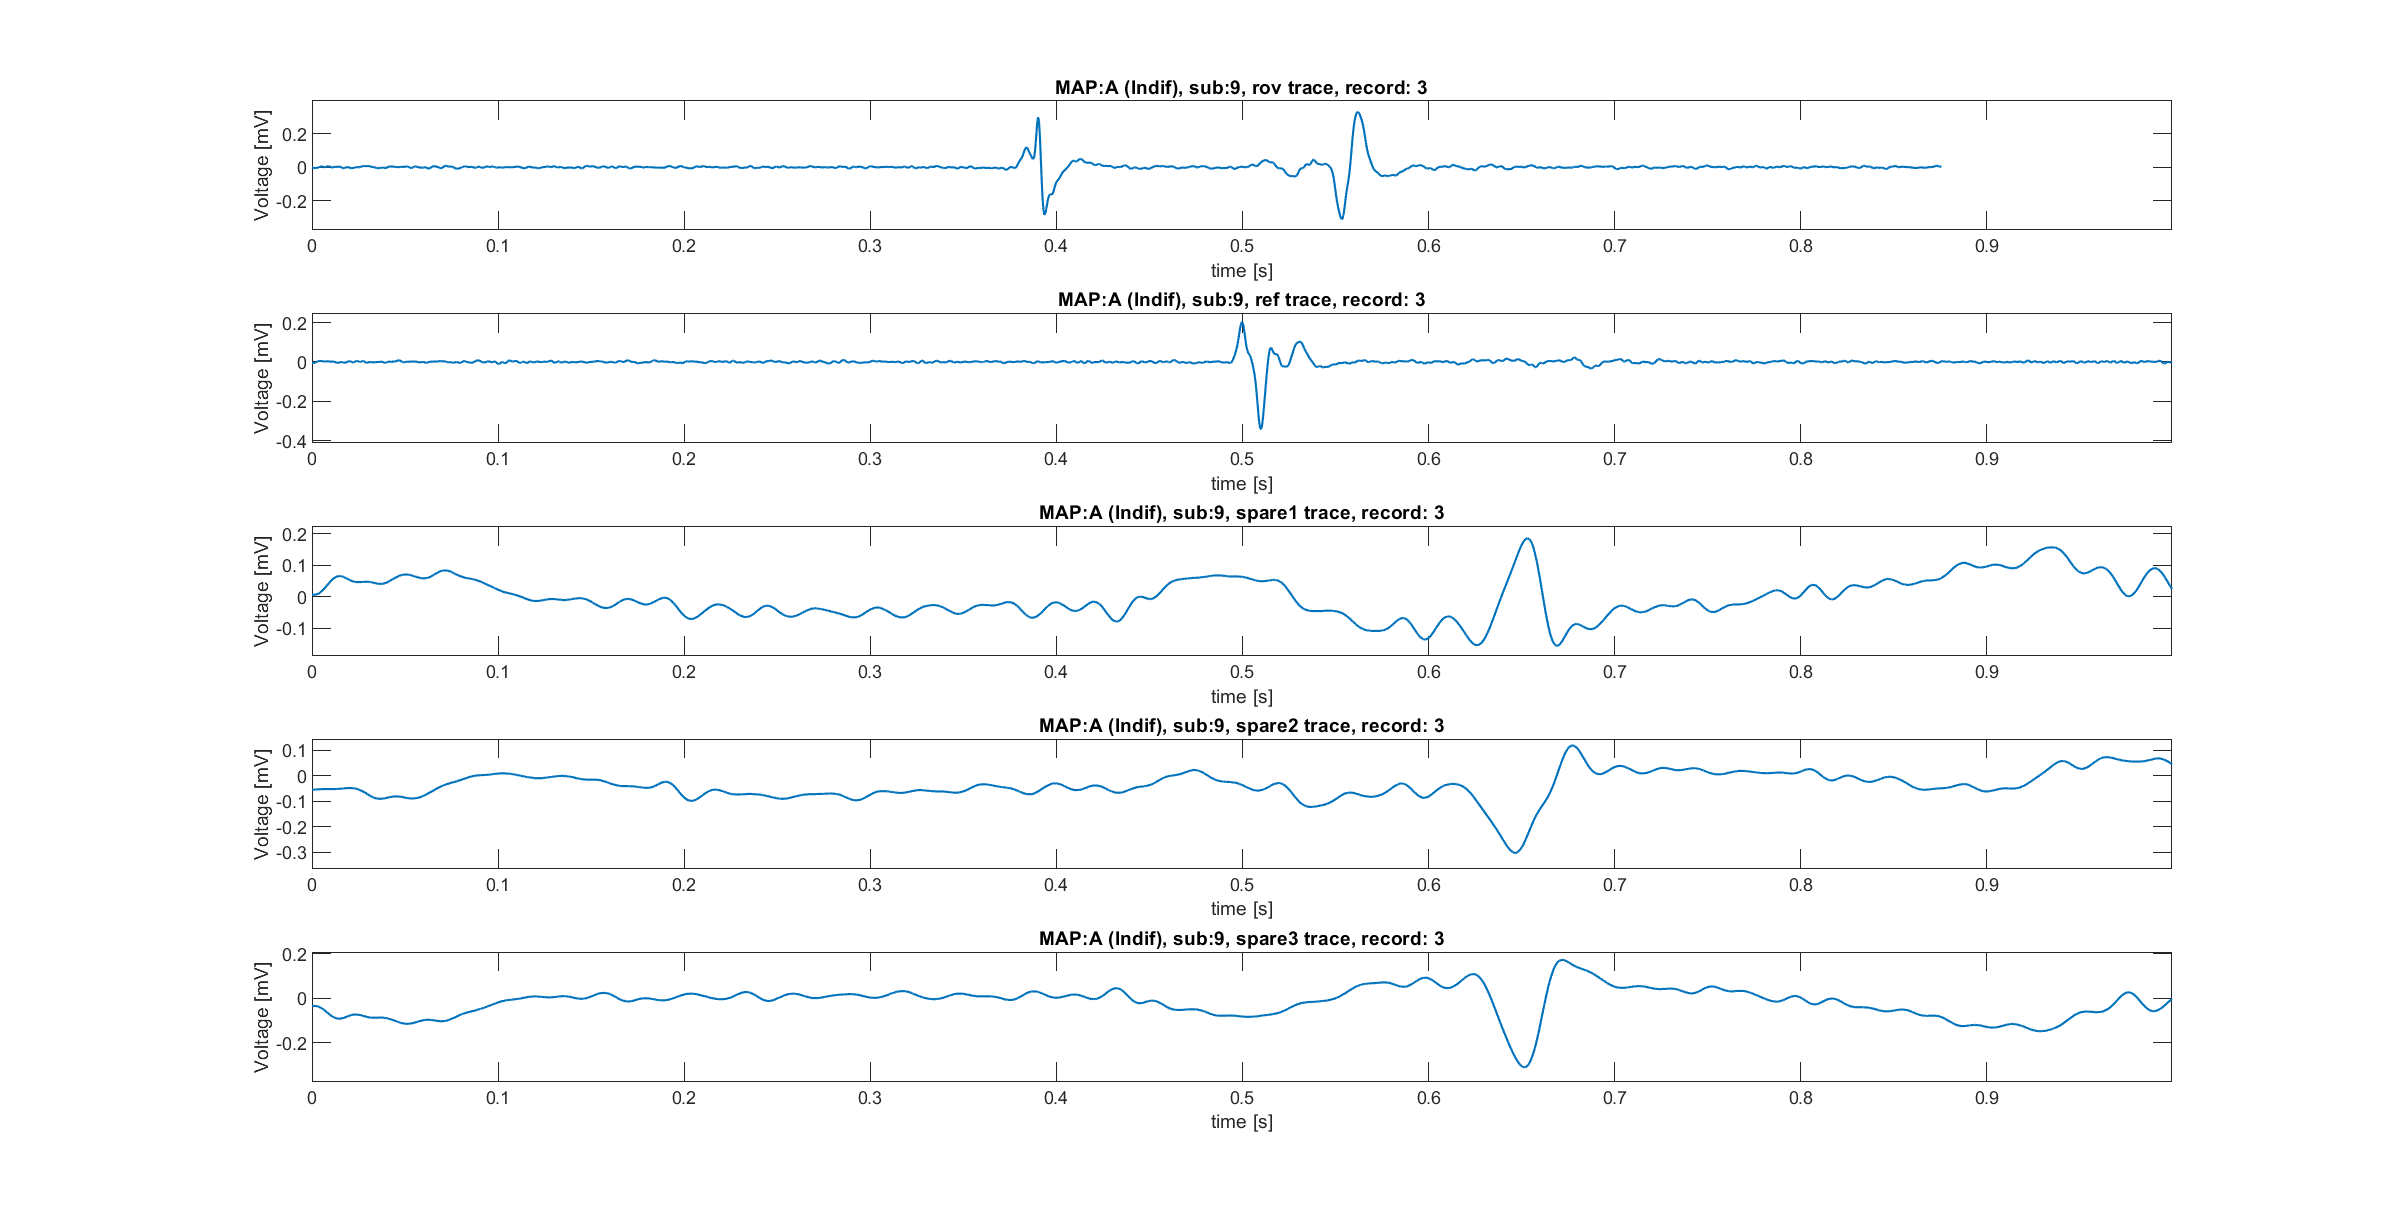 MAP:A (Indif), sub:9, rov trace, record: 3
Voltage [mV]
0.2
0
-0.2
0 0.1 0.2 0.3 0.4 0.5 0.6 0.7 0.8 0.9
time [s]
MAP:A (Indif), sub:9, ref trace, record: 3
Voltage [mV]
0.2
0
-0.2
-0.4
0 0.1 0.2 0.3 0.4 0.5 0.6 0.7 0.8 0.9
time [s]
MAP:A (Indif), sub:9, spare1 trace, record: 3
Voltage [mV]
0.2
0.1
0
-0.1
0 0.1 0.2 0.3 0.4 0.5 0.6 0.7 0.8 0.9
time [s]
MAP:A (Indif), sub:9, spare2 trace, record: 3
Voltage [mV]
0.1
0
-0.1
-0.2
-0.3
0 0.1 0.2 0.3 0.4 0.5 0.6 0.7 0.8 0.9
time [s]
MAP:A (Indif), sub:9, spare3 trace, record: 3
Voltage [mV]
0.2
0
-0.2
0 0.1 0.2 0.3 0.4 0.5 0.6 0.7 0.8 0.9
time [s]